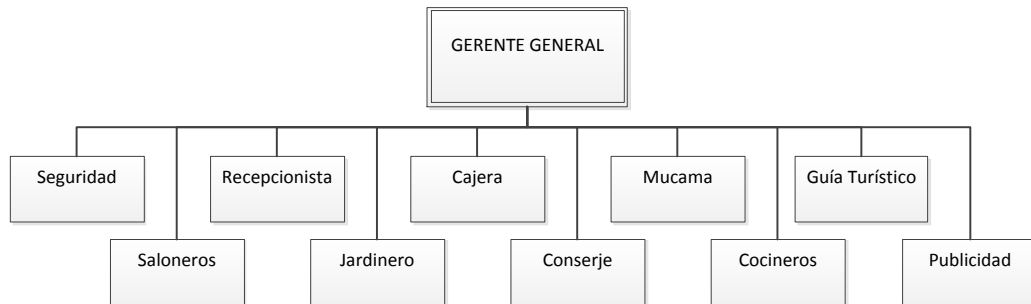 GERENTE GENERAL
Seguridad
Recepcionista
Cajera
Mucama
Guía Turístico
Saloneros
Jardinero
Conserje
Cocineros
Publicidad